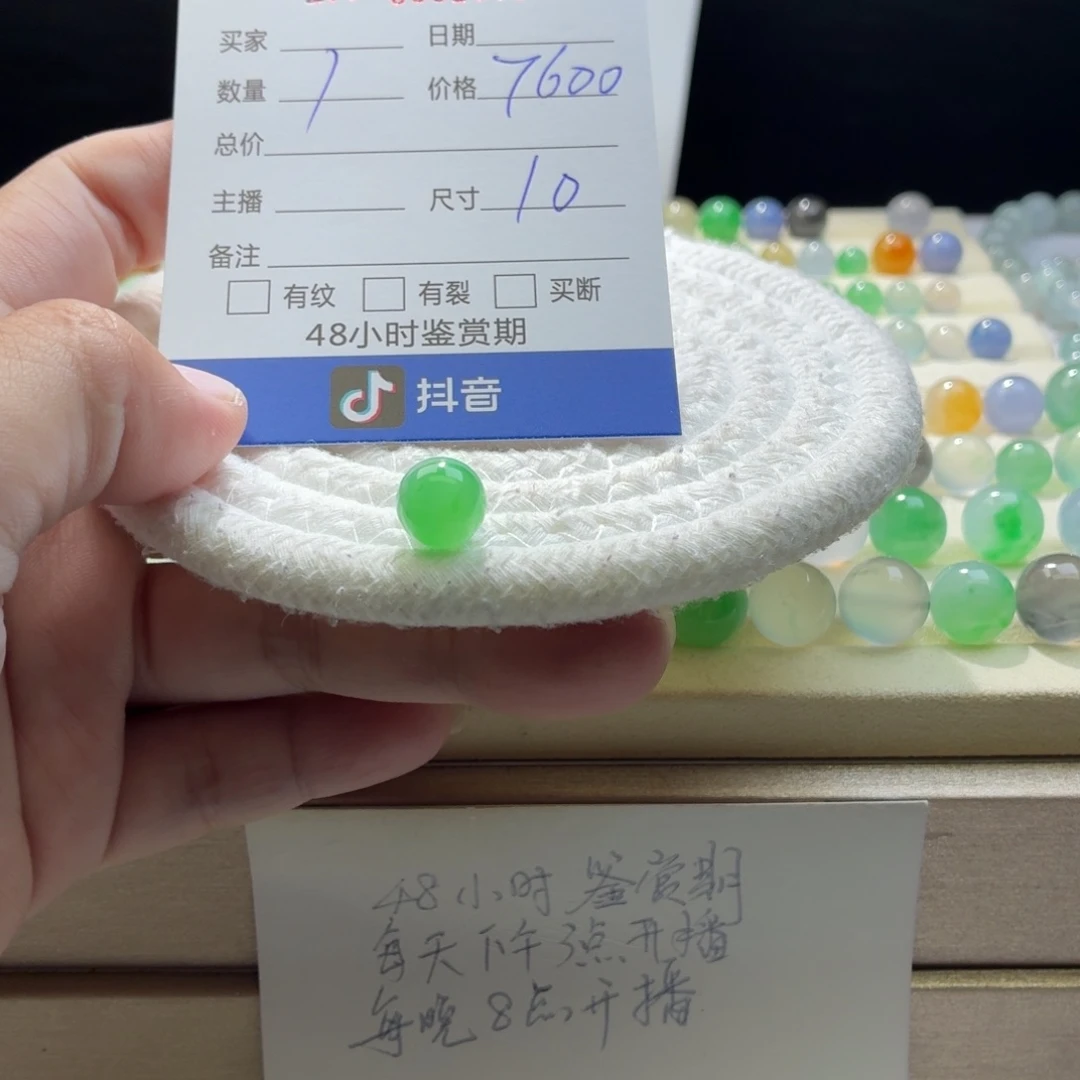 买家 日期
数量 1 价格 7600
总价
主播 尺寸 10
备注
有纹 有裂 买断
48小时鉴赏期
抖音
48小时鉴赏期
每天下午3点开播
每晚8点开播